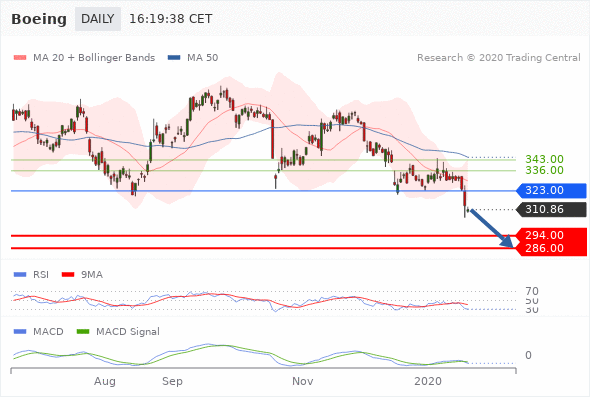 Boeing DAILY 16:19:38 CET
MA 20 + Bollinger Bands MA 50 Research © 2020 Trading Central
343.00
336.00
323.00
310.86
294.00
286.00
RSI 9MA
70
50
30
MACD MACD Signal
0
Aug Sep Nov 2020